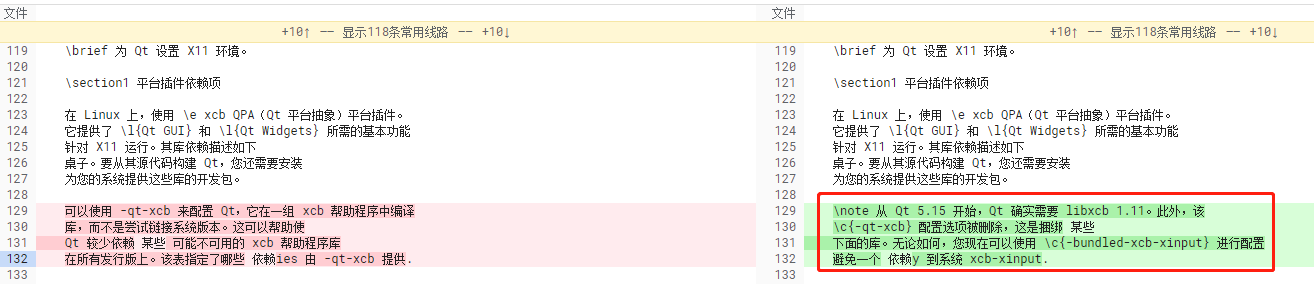 文件
+10↑ —— 显示118条常用线路 —— +10↓
119 \brief 为 Qt 设置 X11 环境。
120
121 \section1 平台插件依赖项
122
123 在 Linux 上，使用 \e xcb QPA（Qt 平台抽象）平台插件。
124 它提供了 \l{Qt GUI} 和 \l{Qt Widgets} 所需的基本功能
125 针对 X11 运行。其库依赖描述如下
126 桌子。要从其源代码构建 Qt，您还需要安装
127 为您的系统提供这些库的开发包。
128
129 可以使用 -qt-xcb 来配置 Qt，它在一组 xcb 帮助程序中编译
130 库，而不是尝试链接系统版本。这可以帮助使
131 Qt 较少依赖 某些 可能不可用的 xcb 帮助程序库
132 在所有发行版上。该表指定了哪些 依赖ies 由 -qt-xcb 提供.
133
文件
+10↑ —— 显示118条常用线路 —— +10↓
119 \brief 为 Qt 设置 X11 环境。
120
121 \section1 平台插件依赖项
122
123 在 Linux 上，使用 \e xcb QPA（Qt 平台抽象）平台插件。
124 它提供了 \l{Qt GUI} 和 \l{Qt Widgets} 所需的基本功能
125 针对 X11 运行。其库依赖描述如下
126 桌子。要从其源代码构建 Qt，您还需要安装
127 为您的系统提供这些库的开发包。
128
129 \note 从 Qt 5.15 开始，Qt 确实需要 libxcb 1.11。此外，该
130 \c{-qt-xcb} 配置选项被删除，这是捆绑 某些
131 下面的库。无论如何，您现在可以使用 \c{-bundled-xcb-xinput} 进行配置
132 避免一个 依赖y 到系统 xcb-xinput.
133